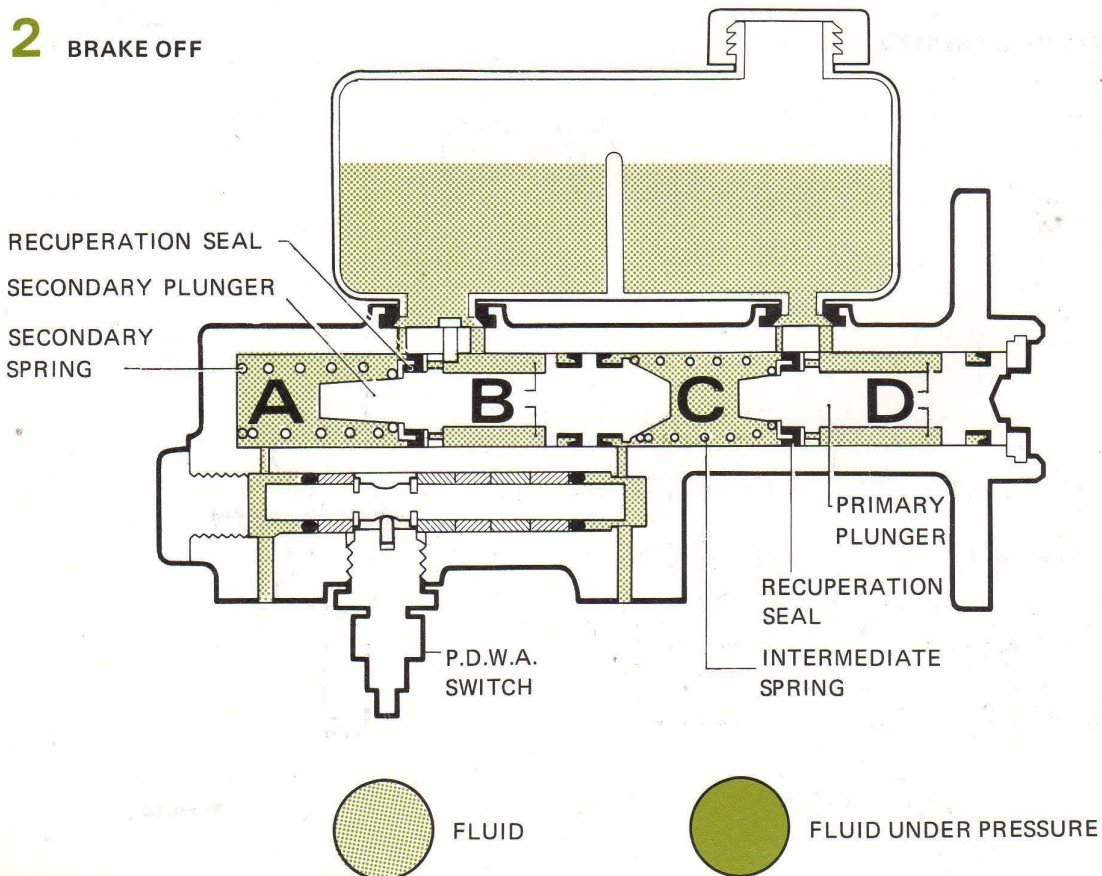 2 BRAKE OFF
RECUPERATION SEAL
SECONDARY PLUNGER
SECONDARY
SPRING
A
B
C
D
PRIMARY
PLUNGER
RECUPERATION
SEAL
INTERMEDIATE
SPRING
P.D.W.A.
SWITCH
FLUID
FLUID UNDER PRESSURE